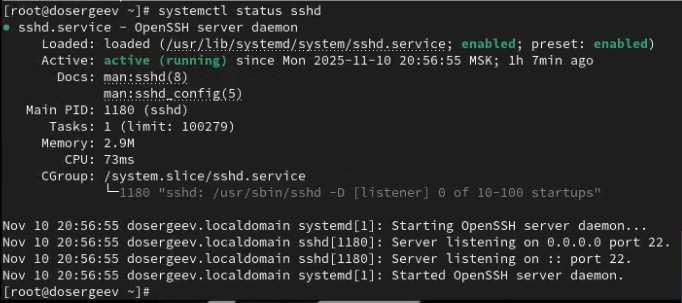 [root@dosergeev ~]# systemctl status sshd
● sshd.service - OpenSSH server daemon
Loaded: loaded (/usr/lib/systemd/system/sshd.service; enabled; preset: enabled)
Active: active (running) since Mon 2025-11-10 20:56:55 MSK; 1h 7min ago
Docs: man:sshd(8)
man:sshd_config(5)
Main PID: 1180 (sshd)
Tasks: 1 (limit: 100279)
Memory: 2.9M
CPU: 73ms
CGroup: /system.slice/sshd.service
└─1180 "sshd: /usr/sbin/sshd -D [listener] 0 of 10-100 startups"
Nov 10 20:56:55 dosergeev.localdomain systemd[1]: Starting OpenSSH server daemon...
Nov 10 20:56:55 dosergeev.localdomain sshd[1180]: Server listening on 0.0.0.0 port 22.
Nov 10 20:56:55 dosergeev.localdomain sshd[1180]: Server listening on :: port 22.
Nov 10 20:56:55 dosergeev.localdomain systemd[1]: Started OpenSSH server daemon.
[root@dosergeev ~]#